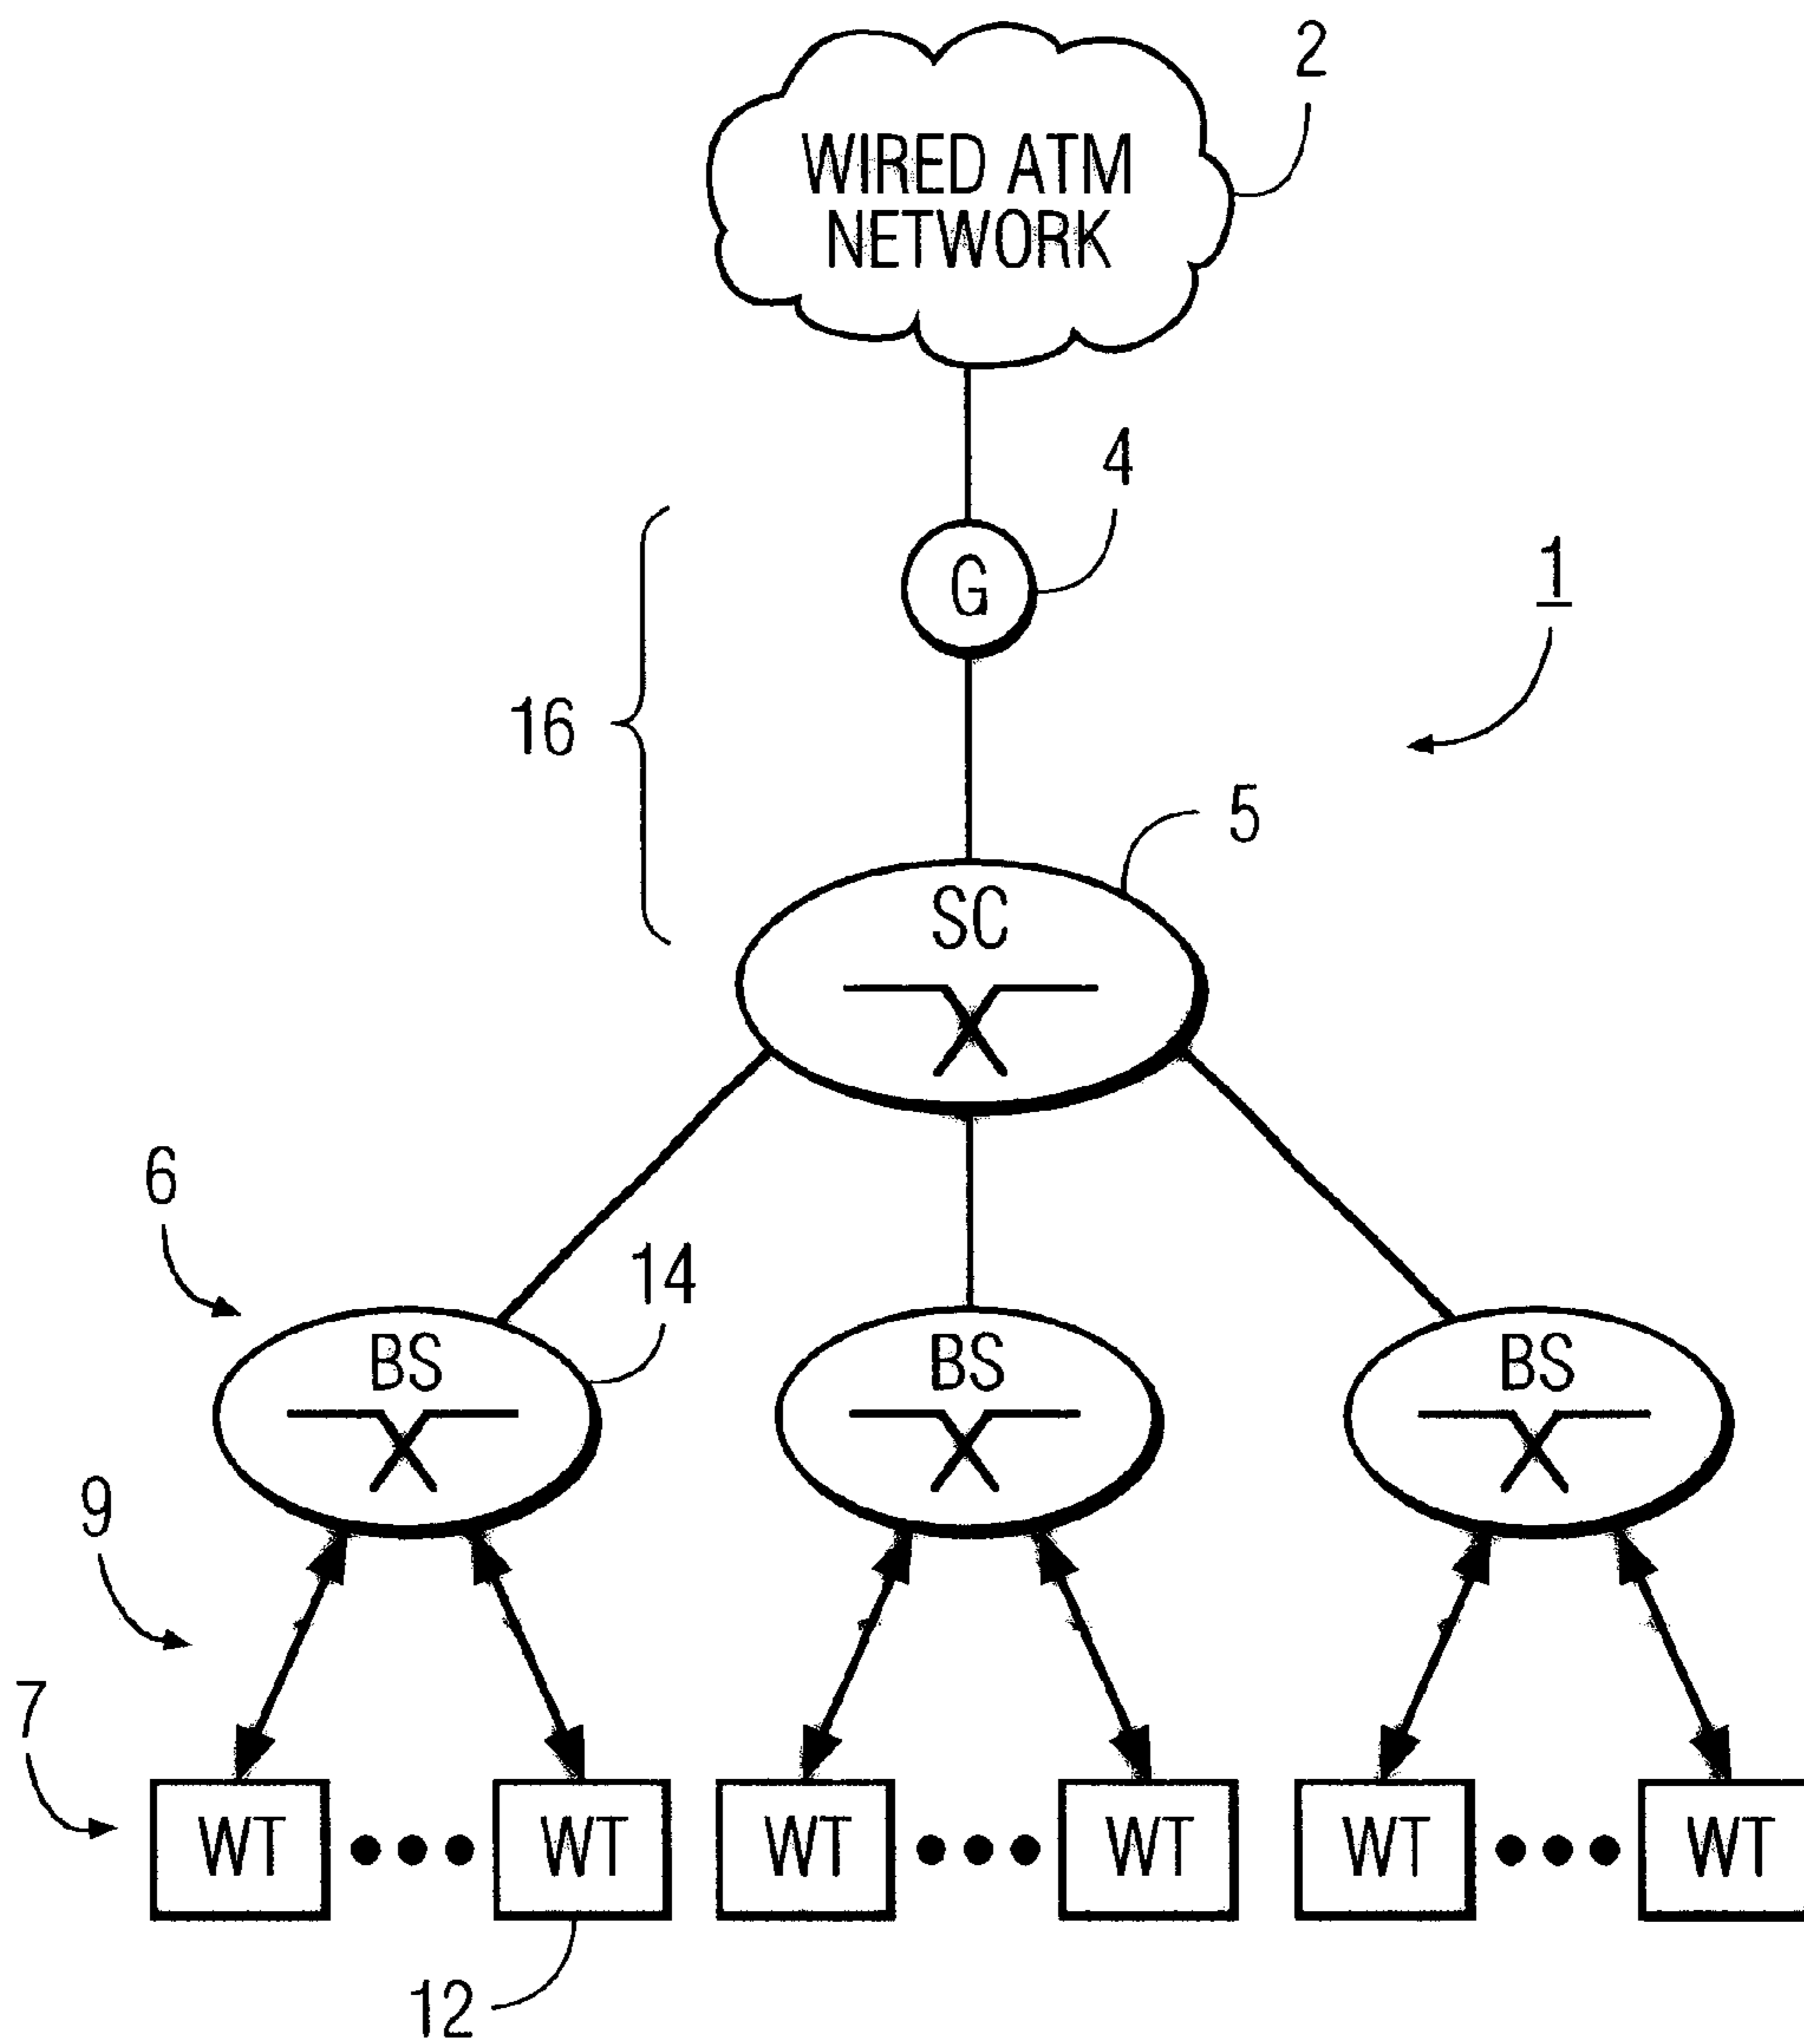 2
WIRED ATM
NETWORK
4
G
1
16
5
SC
6
14
BS BS BS
9
7
WT WT WT WT WT WT
12